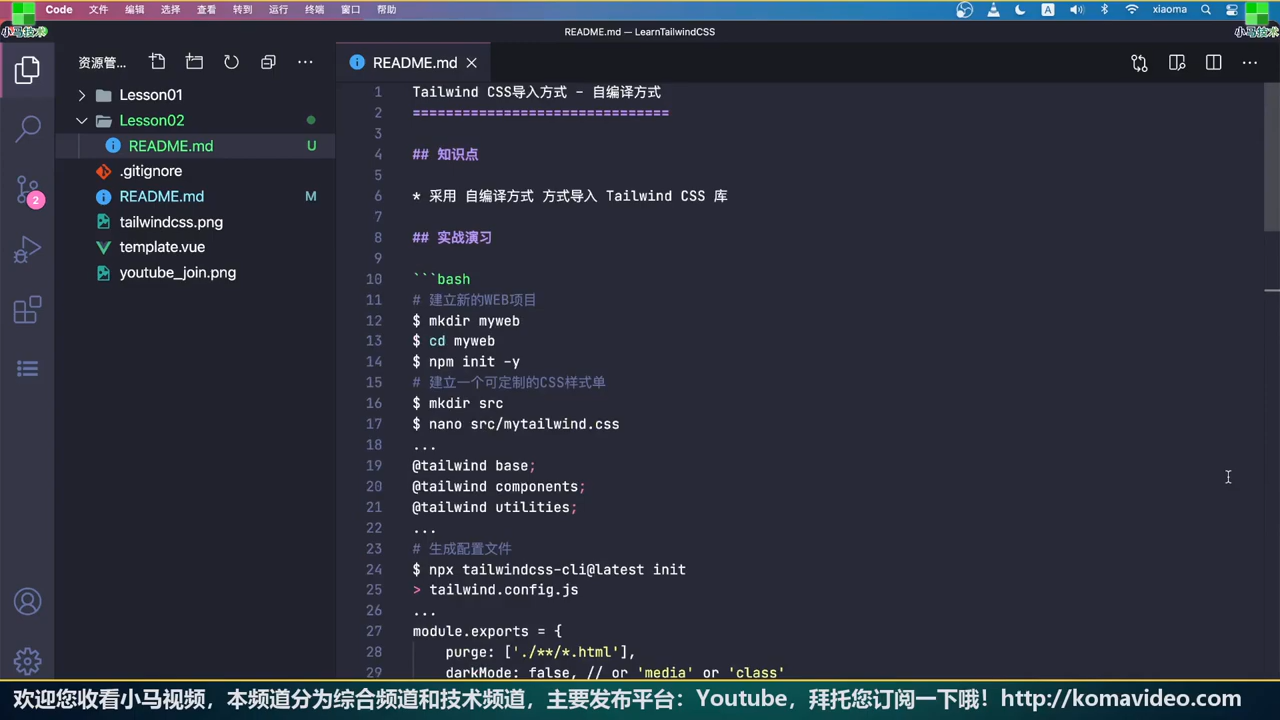 Code 文件 编辑 选择 查看 转到 运行 终端 窗口 帮助 A xiaoma
小马技术
小马技术
README.md — LearnTailwindCSS
资源管...
README.md
Lesson01
Lesson02
README.md U
.gitignore
README.md M
tailwindcss.png
template.vue
youtube_join.png
2
1 Tailwind CSS导入方式 - 自编译方式
2 ===============================
3
4 ## 知识点
5
6 * 采用 自编译方式 方式导入 Tailwind CSS 库
7
8 ## 实战演习
9
10 ```bash
11 # 建立新的WEB项目
12 $ mkdir myweb
13 $ cd myweb
14 $ npm init -y
15 # 建立一个可定制的CSS样式单
16 $ mkdir src
17 $ nano src/mytailwind.css
18 ...
19 @tailwind base;
20 @tailwind components;
21 @tailwind utilities;
22 ...
23 # 生成配置文件
24 $ npx tailwindcss-cli@latest init
25 > tailwind.config.js
26 ...
27 module.exports = {
28 purge: ['./**/*.html'],
29 darkMode: false, // or 'media' or 'class'
欢迎您收看小马视频，本频道分为综合频道和技术频道，主要发布平台：Youtube，拜托您订阅一下哦！http://komavideo.com